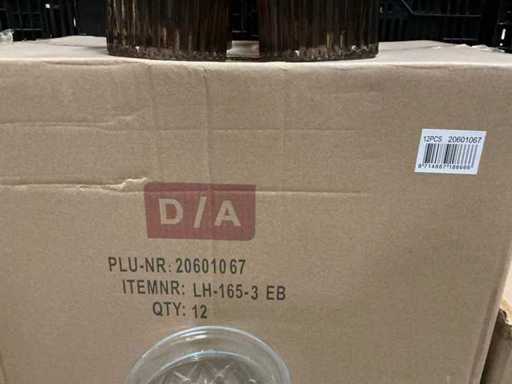 12PCS 20601067
D/A
PLU-NR: 20601067
ITEMNR: LH-165-3 EB
QTY: 12